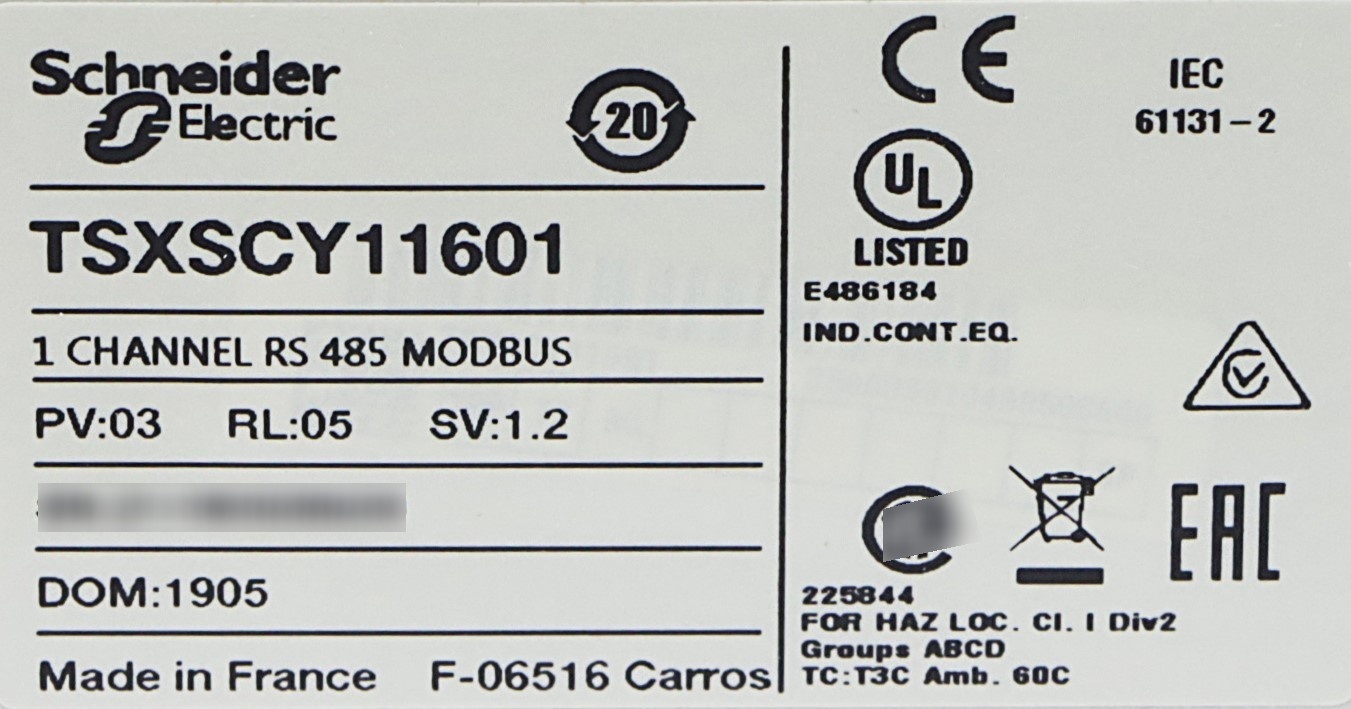 Schneider
Electric
20
TSXSCY11601
1 CHANNEL RS 485 MODBUS
PV:03 RL:05 SV:1.2
DOM:1905
Made in France F-06516 Carros
CE
IEC
61131-2
UL
LISTED
E486184
IND.CONT.EQ.
EAC
225844
FOR HAZ LOC. CI. I Div2
Groups ABCD
TC:T3C Amb. 60C